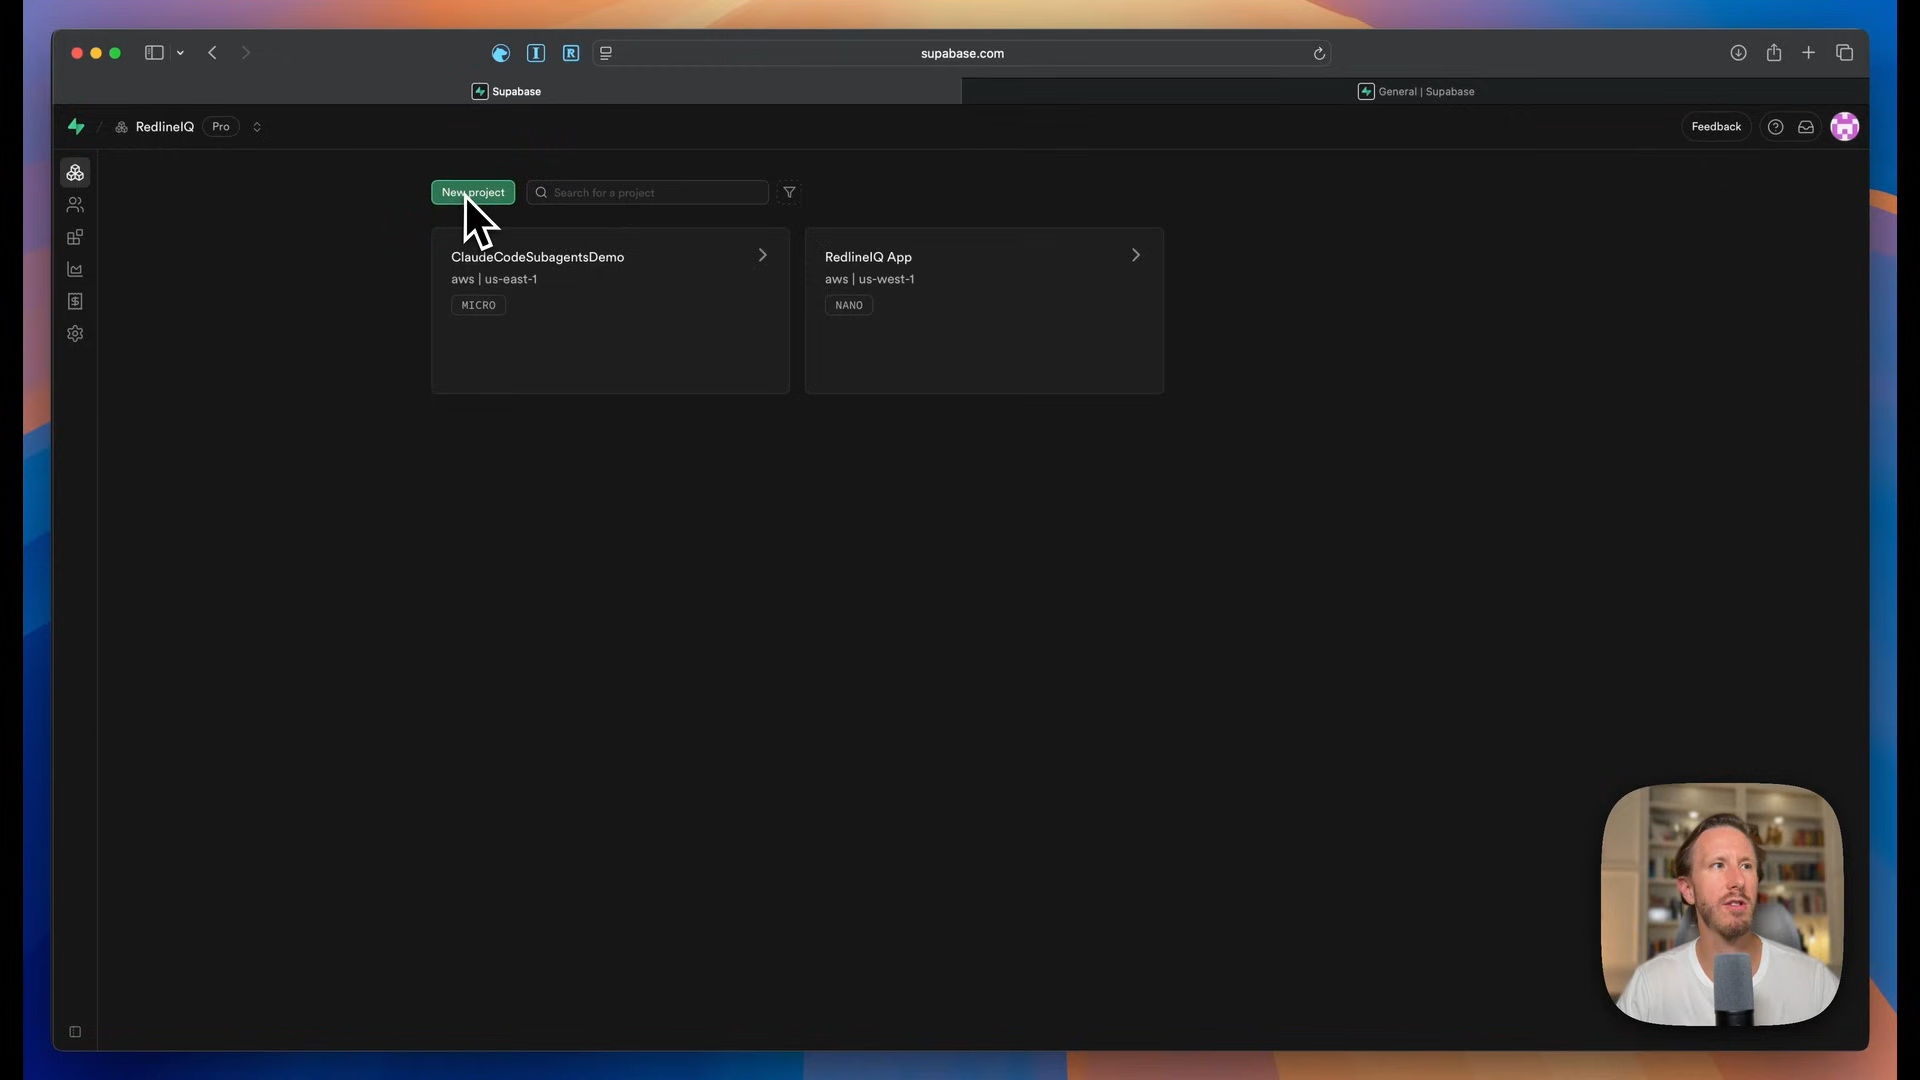 supabase.com
Supabase
General | Supabase
RedlineIQ Pro
Feedback
New project
Search for a project
ClaudeCodeSubagentsDemo
aws | us-east-1
MICRO
RedlineIQ App
aws | us-west-1
NANO